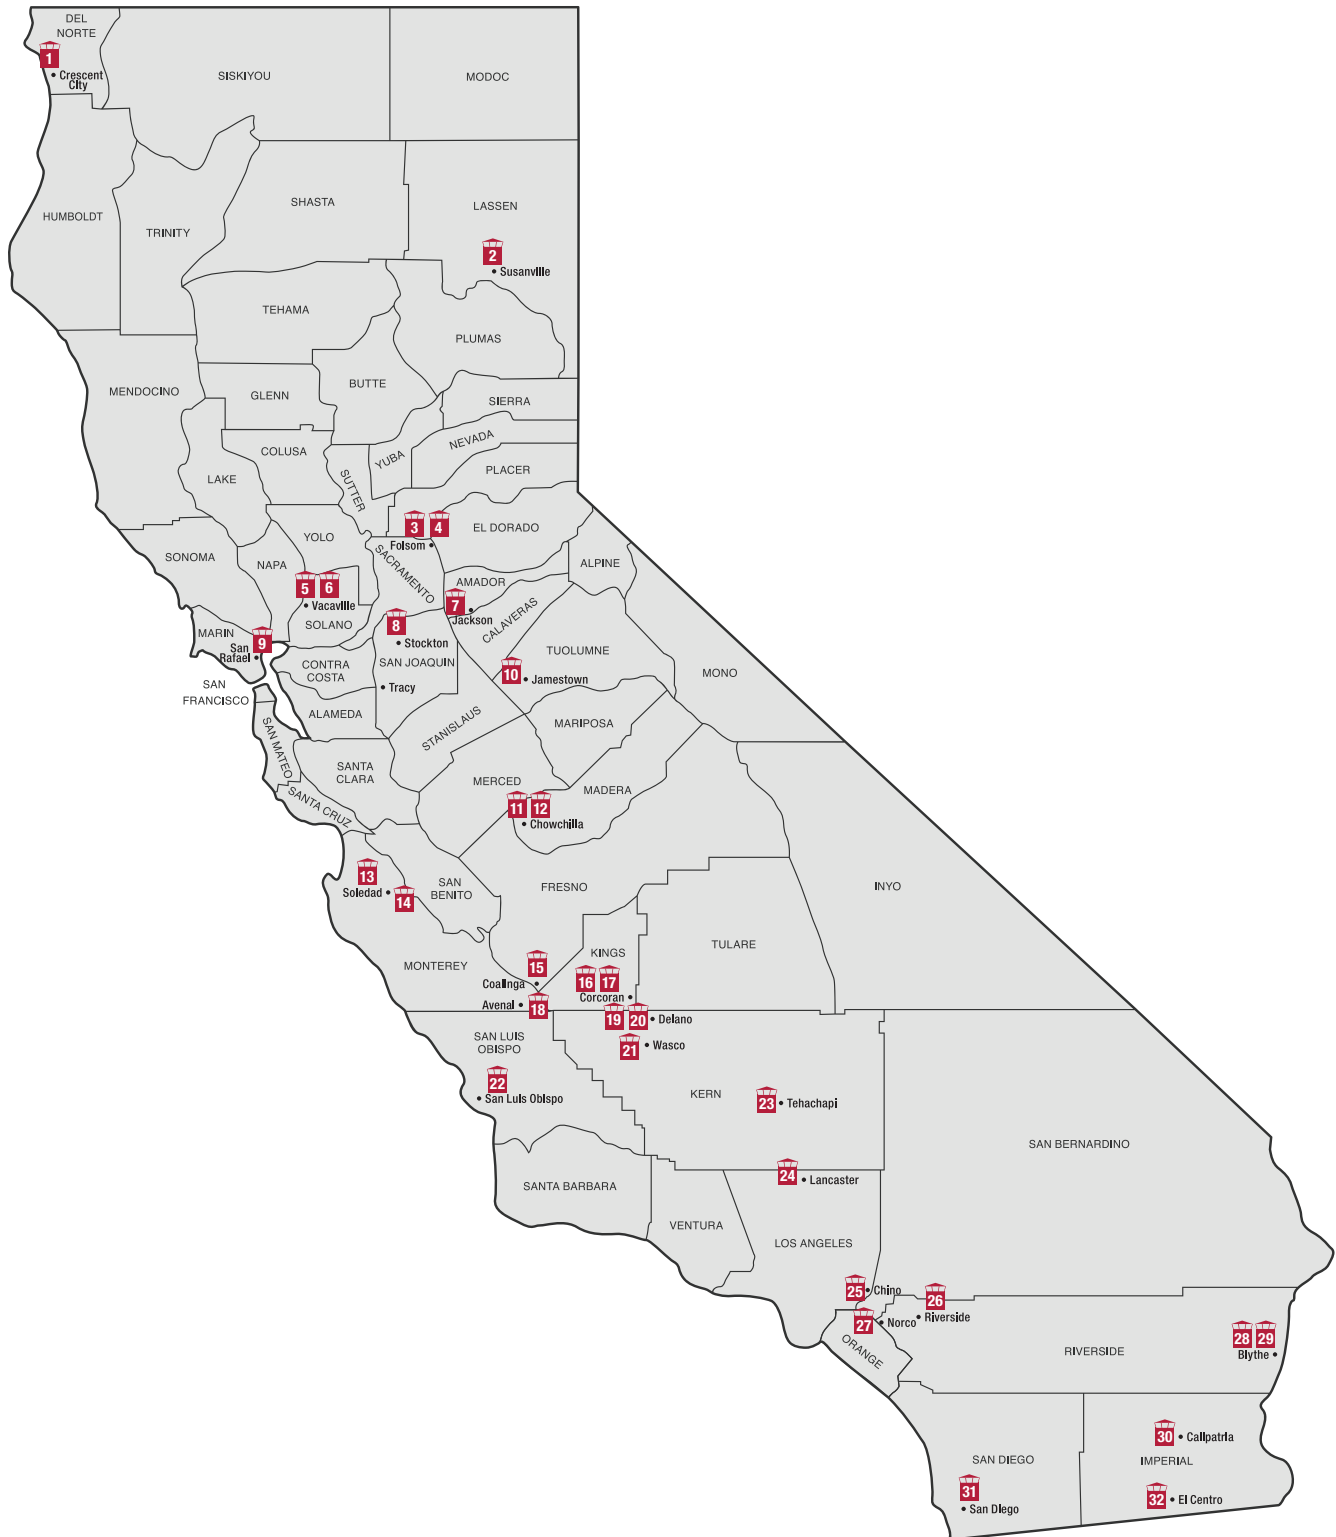 DEL
NORTE
1
Crescent
City
SISKIYOU
MODOC
HUMBOLDT
TRINITY
SHASTA
LASSEN
2
Susanville
TEHAMA
PLUMAS
MENDOCINO
GLENN
BUTTE
SIERRA
NEVADA
YUBA
COLUSA
PLACER
LAKE
SUTTER
3
4
EL DORADO
Folsom
YOLO
SONOMA
NAPA
SACRAMENTO
ALPINE
5
6
AMADOR
Vacaville
7
Jackson
CALAVERAS
SOLANO
8
Stockton
MARIN
9
San
Rafael
TUOLUMNE
SAN JOAQUIN
CONTRA
COSTA
10
Jamestown
MONO
Tracy
SAN
FRANCISCO
ALAMEDA
STANISLAUS
MARIPOSA
SAN MATEO
SANTA
CLARA
MERCED
MADERA
SANTA CRUZ
11
12
Chowchilla
13
Soledad
14
SAN
BENITO
FRESNO
INYO
TULARE
KINGS
MONTEREY
15
Coalinga
16
17
Corcoran
Avenal
18
19
20
Delano
SAN LUIS
OBISPO
21
Wasco
22
San Luis Obispo
KERN
23
Tehachapi
SAN BERNARDINO
24
Lancaster
SANTA BARBARA
VENTURA
LOS ANGELES
25
Chino
26
Riverside
27
Norco
ORANGE
RIVERSIDE
28
29
Blythe
30
Calipatria
SAN DIEGO
IMPERIAL
31
San Diego
32
El Centro